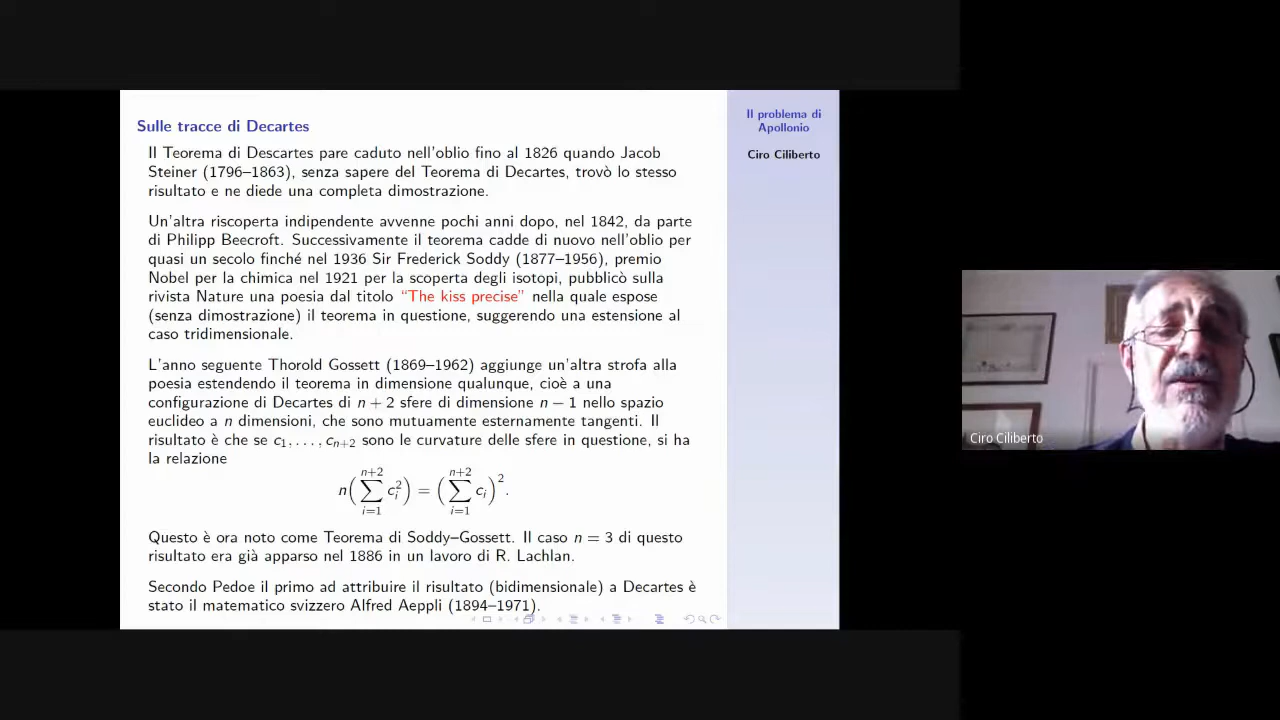 Sulle tracce di Decartes
Il Teorema di Descartes pare caduto nell'oblio fino al 1826 quando Jacob
Steiner (1796–1863), senza sapere del Teorema di Decartes, trovò lo stesso
risultato e ne diede una completa dimostrazione.
Un'altra riscoperta indipendente avvenne pochi anni dopo, nel 1842, da parte
di Philipp Beecroft. Successivamente il teorema cadde di nuovo nell'oblio per
quasi un secolo finché nel 1936 Sir Frederick Soddy (1877–1956), premio
Nobel per la chimica nel 1921 per la scoperta degli isotopi, pubblicò sulla
rivista Nature una poesia dal titolo “The kiss precise” nella quale espose
(senza dimostrazione) il teorema in questione, suggerendo una estensione al
caso tridimensionale.
L'anno seguente Thorold Gossett (1869–1962) aggiunge un'altra strofa alla
poesia estendendo il teorema in dimensione qualunque, cioè a una
configurazione di Decartes di n + 2 sfere di dimensione n − 1 nello spazio
euclideo a n dimensioni, che sono mutuamente esternamente tangenti. Il
risultato è che se c₁, . . . , cₙ₊₂ sono le curvature delle sfere in questione, si ha
la relazione
n(∑_{i=1}^{n+2} c_i^2) = (∑_{i=1}^{n+2} c_i)^2.
Questo è ora noto come Teorema di Soddy–Gossett. Il caso n = 3 di questo
risultato era già apparso nel 1886 in un lavoro di R. Lachlan.
Secondo Pedoe il primo ad attribuire il risultato (bidimensionale) a Decartes è
stato il matematico svizzero Alfred Aeppli (1894–1971).
Il problema di
Apollonio
Ciro Ciliberto
Ciro Ciliberto